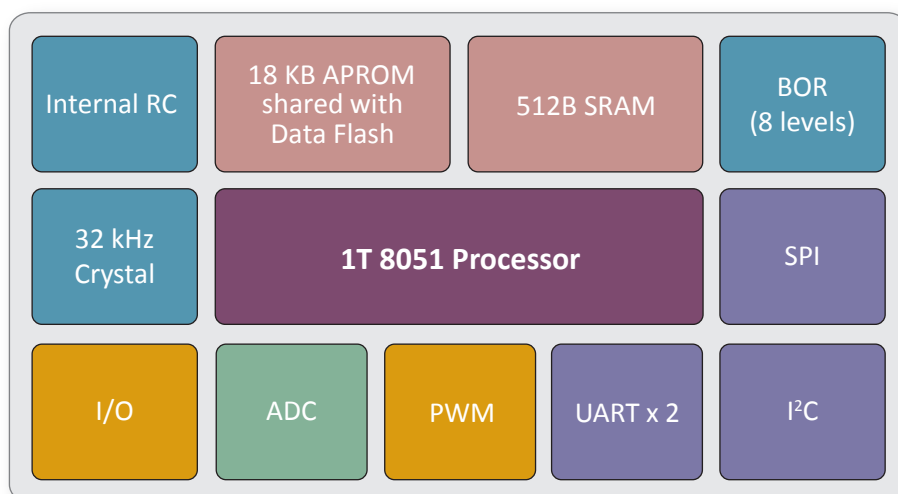 Internal RC
18 KB APROM
shared with
Data Flash
512B SRAM
BOR
(8 levels)
32 kHz
Crystal
1T 8051 Processor
SPI
I/O
ADC
PWM
UART x 2
I²C